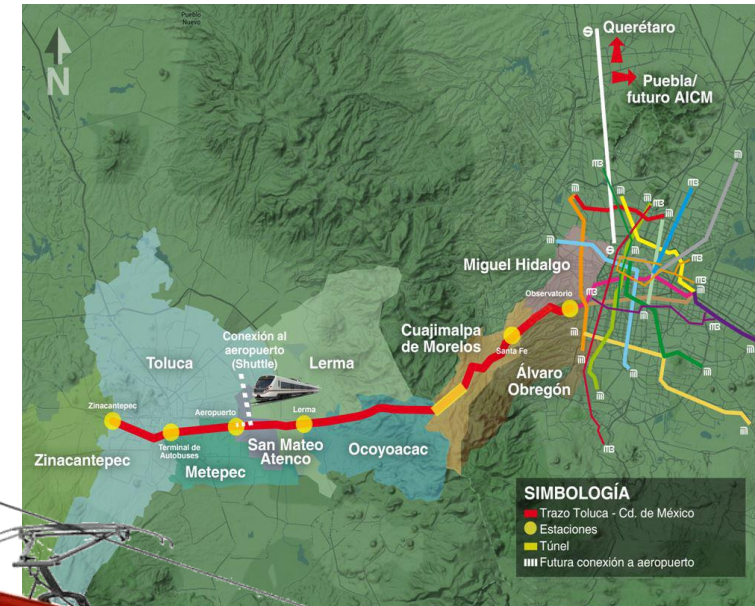 Pueblo
Nuevo
N
Querétaro
Puebla/
futuro AICM
Miguel Hidalgo
Observatorio
Cuajimalpa
de Morelos
Santa Fe
Álvaro
Obregón
Conexión al
aeropuerto
(Shuttle)
Toluca
Lerma
Zinacantepec
Aeropuerto
Lerma
Terminal de
Autobuses
Zinacantepec
San Mateo
Atenco
Metepec
Ocoyoacac
SIMBOLOGÍA
Trazo Toluca - Cd. de México
Estaciones
Túnel
Futura conexión a aeropuerto